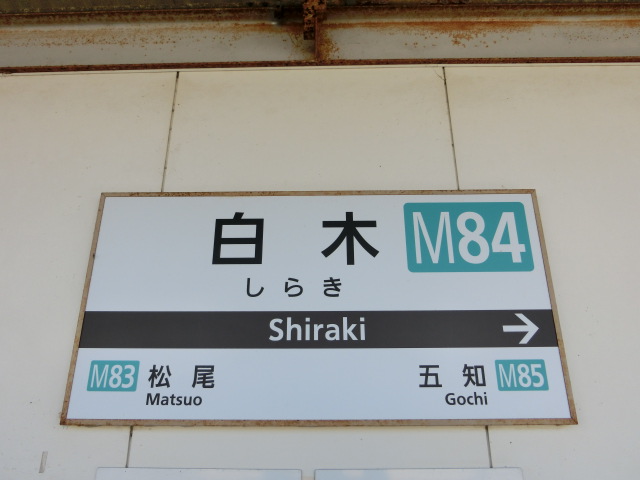 白木 M84
しらき
Shiraki →
M83 松尾 五知 M85
Matsuo Gochi